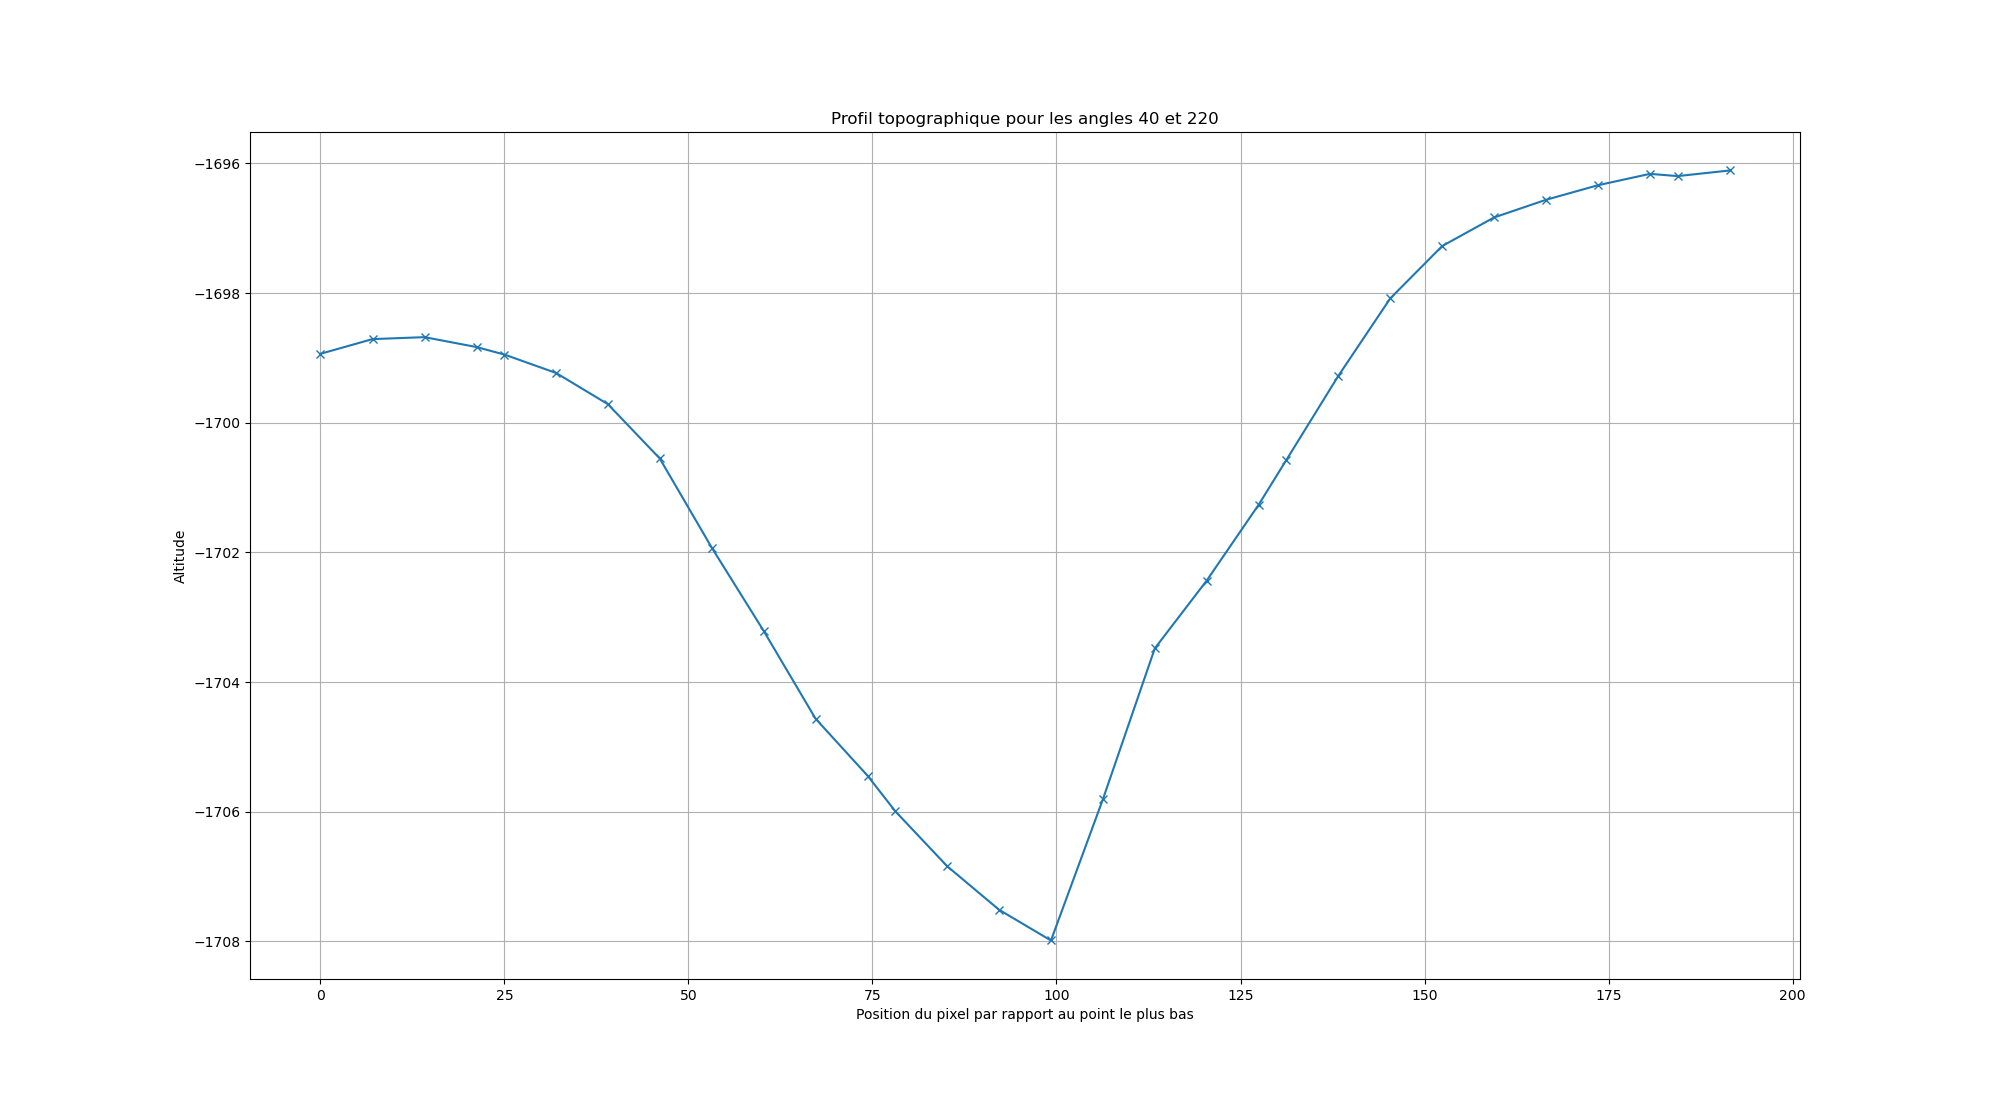 Profil topographique pour les angles 40 et 220
−1696
−1698
−1700
−1702
−1704
−1706
−1708
Altitude
0 25 50 75 100 125 150 175 200
Position du pixel par rapport au point le plus bas